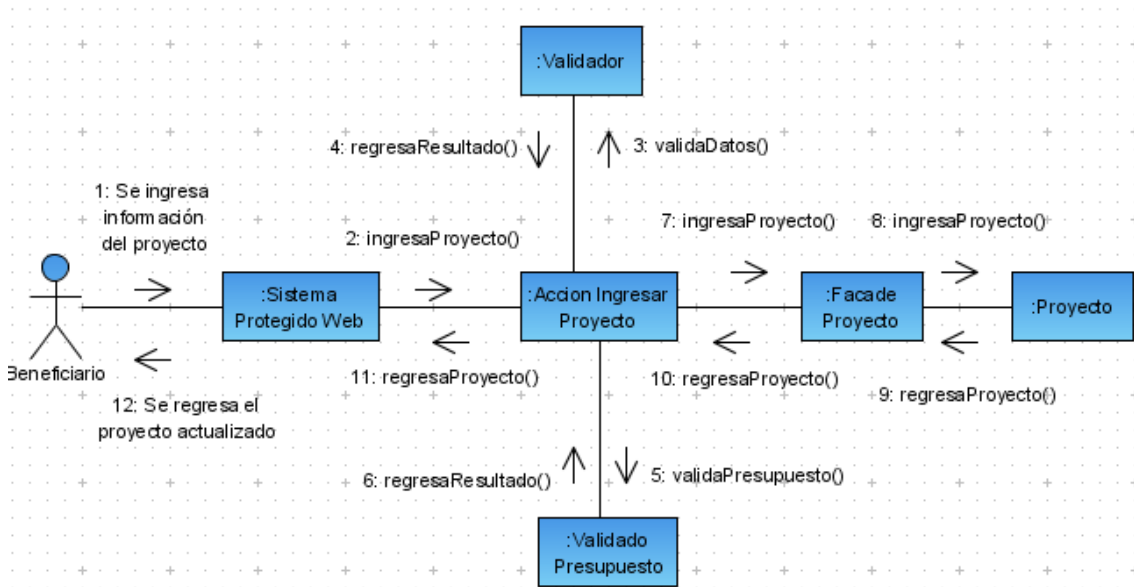 :Validador
4: regresaResultado()
3: validaDatos()
1: Se ingresa
información
del proyecto
2: ingresaProyecto()
7: ingresaProyecto()
8: ingresaProyecto()
:Sistema
Protegido Web
:Accion Ingresar
Proyecto
:Facade
Proyecto
:Proyecto
Beneficiario
11: regresaProyecto()
10: regresaProyecto()
9: regresaProyecto()
12: Se regresa el
proyecto actualizado
6: regresaResultado()
5: validaPresupuesto()
:Validado
Presupuesto